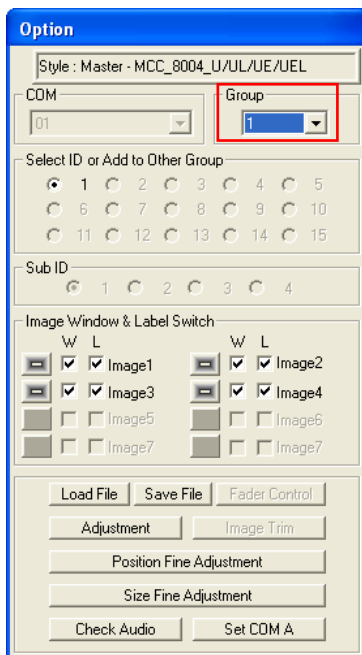 Option
Style : Master - MCC_8004_U/UL/UE/UEL
COM Group
01 1
Select ID or Add to Other Group
1 2 3 4 5
6 7 8 9 10
11 12 13 14 15
Sub ID
1 2 3 4
Image Window & Label Switch
W L W L
Image1 Image2
Image3 Image4
Image5 Image6
Image7 Image7
Load File Save File Fader Control
Adjustment Image Trim
Position Fine Adjustment
Size Fine Adjustment
Check Audio Set COM A